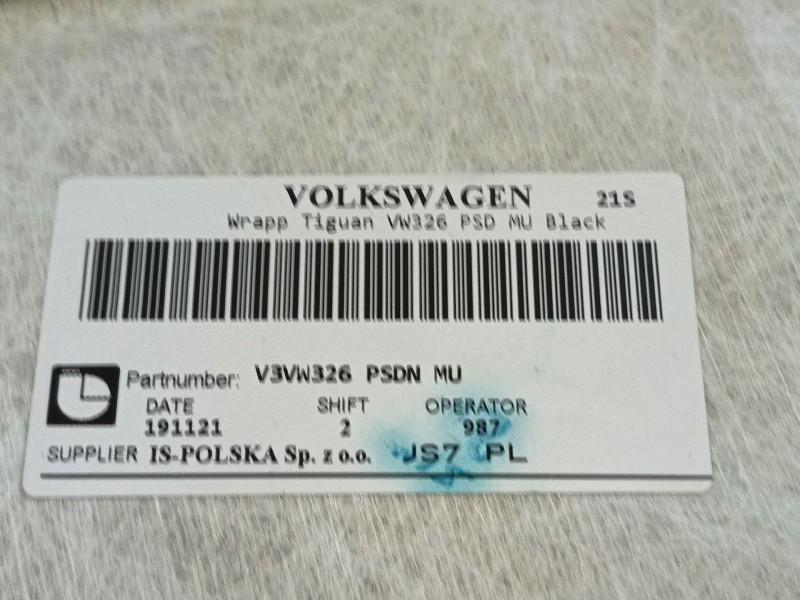 VOLKSWAGEN 21S
Wrapp Tiguan VW326 PSD MU Black
Partnumber: V3VW326 PSDN MU
DATE SHIFT OPERATOR
191121 2 987
SUPPLIER IS-POLSKA Sp. z o.o. JS7 PL